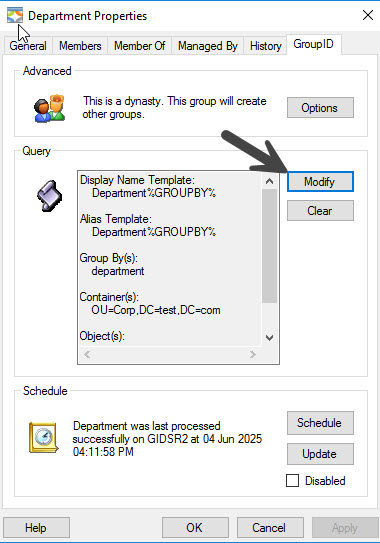 Department Properties
General Members Member Of Managed By History GroupID
Advanced
This is a dynasty. This group will create
other groups.
Options
Query
Display Name Template:
Department%GROUPBY%
Alias Template:
Department%GROUPBY%
Group By(s):
department
Container(s):
OU=Corp,DC=test,DC=com
Object(s):
Modify
Clear
Schedule
Department was last processed
successfully on GIDSR2 at 04 Jun 2025
04:11:58 PM
Schedule
Update
Disabled
Help OK Cancel Apply